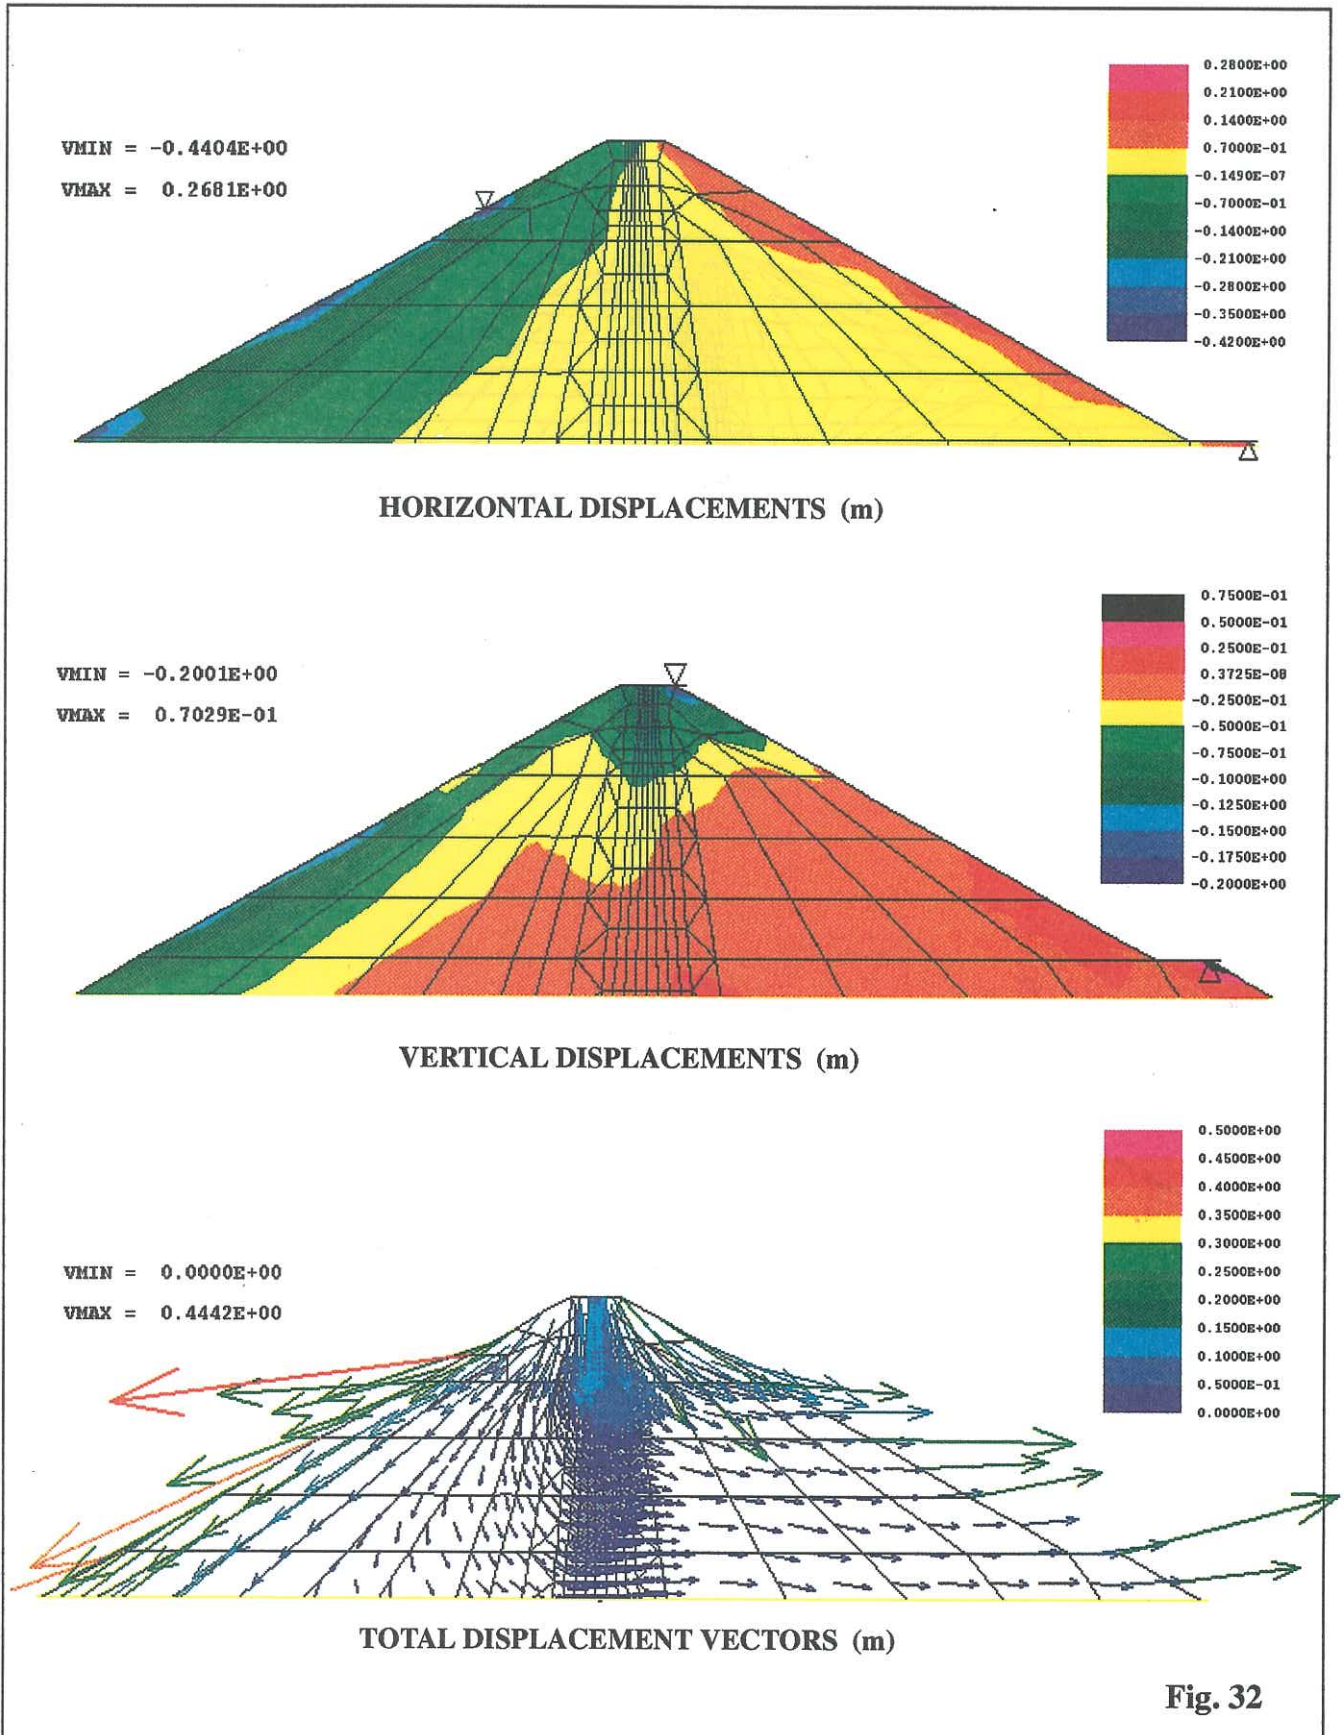 0.2800E+00
0.2100E+00
0.1400E+00
0.7000E-01
-0.1490E-07
-0.7000E-01
-0.1400E+00
-0.2100E+00
-0.2800E+00
-0.3500E+00
-0.4200E+00
VMIN = -0.4404E+00
VMAX = 0.2681E+00
HORIZONTAL DISPLACEMENTS (m)
0.7500E-01
0.5000E-01
0.2500E-01
0.3725E-08
-0.2500E-01
-0.5000E-01
-0.7500E-01
-0.1000E+00
-0.1250E+00
-0.1500E+00
-0.1750E+00
-0.2000E+00
VMIN = -0.2001E+00
VMAX = 0.7029E-01
VERTICAL DISPLACEMENTS (m)
0.5000E+00
0.4500E+00
0.4000E+00
0.3500E+00
0.3000E+00
0.2500E+00
0.2000E+00
0.1500E+00
0.1000E+00
0.5000E-01
0.0000E+00
VMIN = 0.0000E+00
VMAX = 0.4442E+00
TOTAL DISPLACEMENT VECTORS (m)
Fig. 32